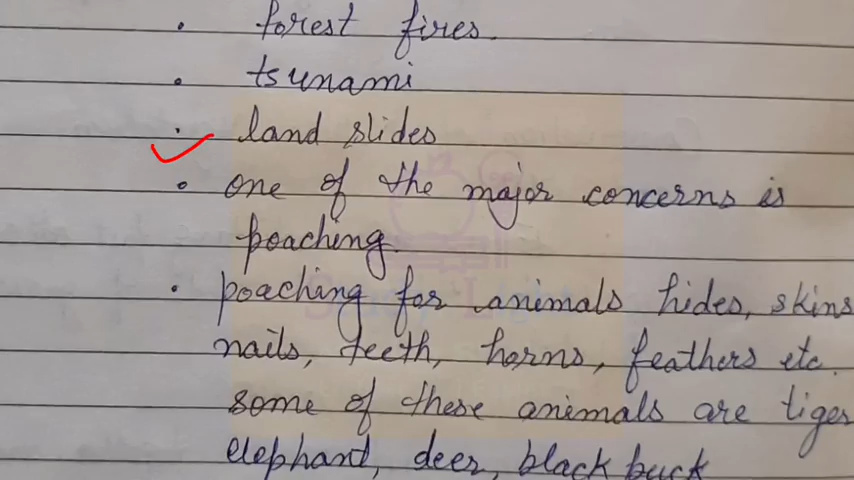 • forest fires.
• tsunami
• land slides
• one of the major concerns is
poaching.
• poaching for animals hides, skins
nails, teeth, horns, feathers etc.
some of these animals are tiger
elephant, deer, black buck